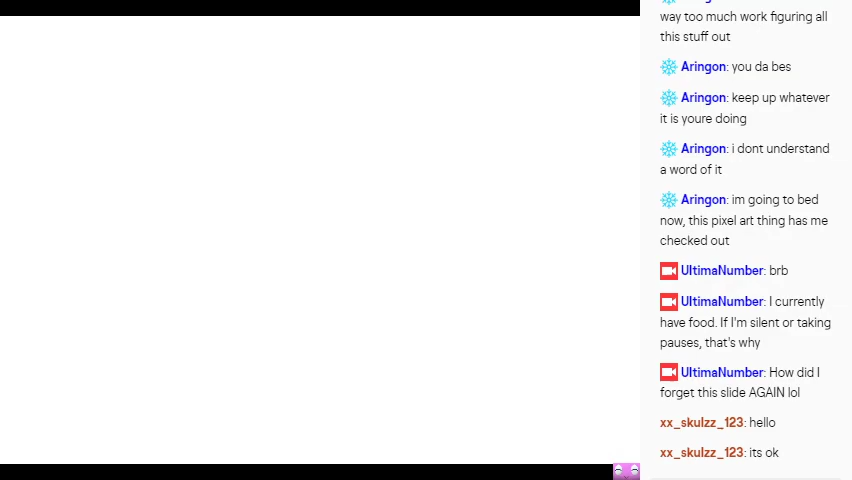 way too much work figuring all
this stuff out
Aringon: you da bes
Aringon: keep up whatever
it is youre doing
Aringon: i dont understand
a word of it
Aringon: im going to bed
now, this pixel art thing has me
checked out
UltimaNumber: brb
UltimaNumber: I currently
have food. If I'm silent or taking
pauses, that's why
UltimaNumber: How did I
forget this slide AGAIN lol
xx_skulzz_123: hello
xx_skulzz_123: its ok